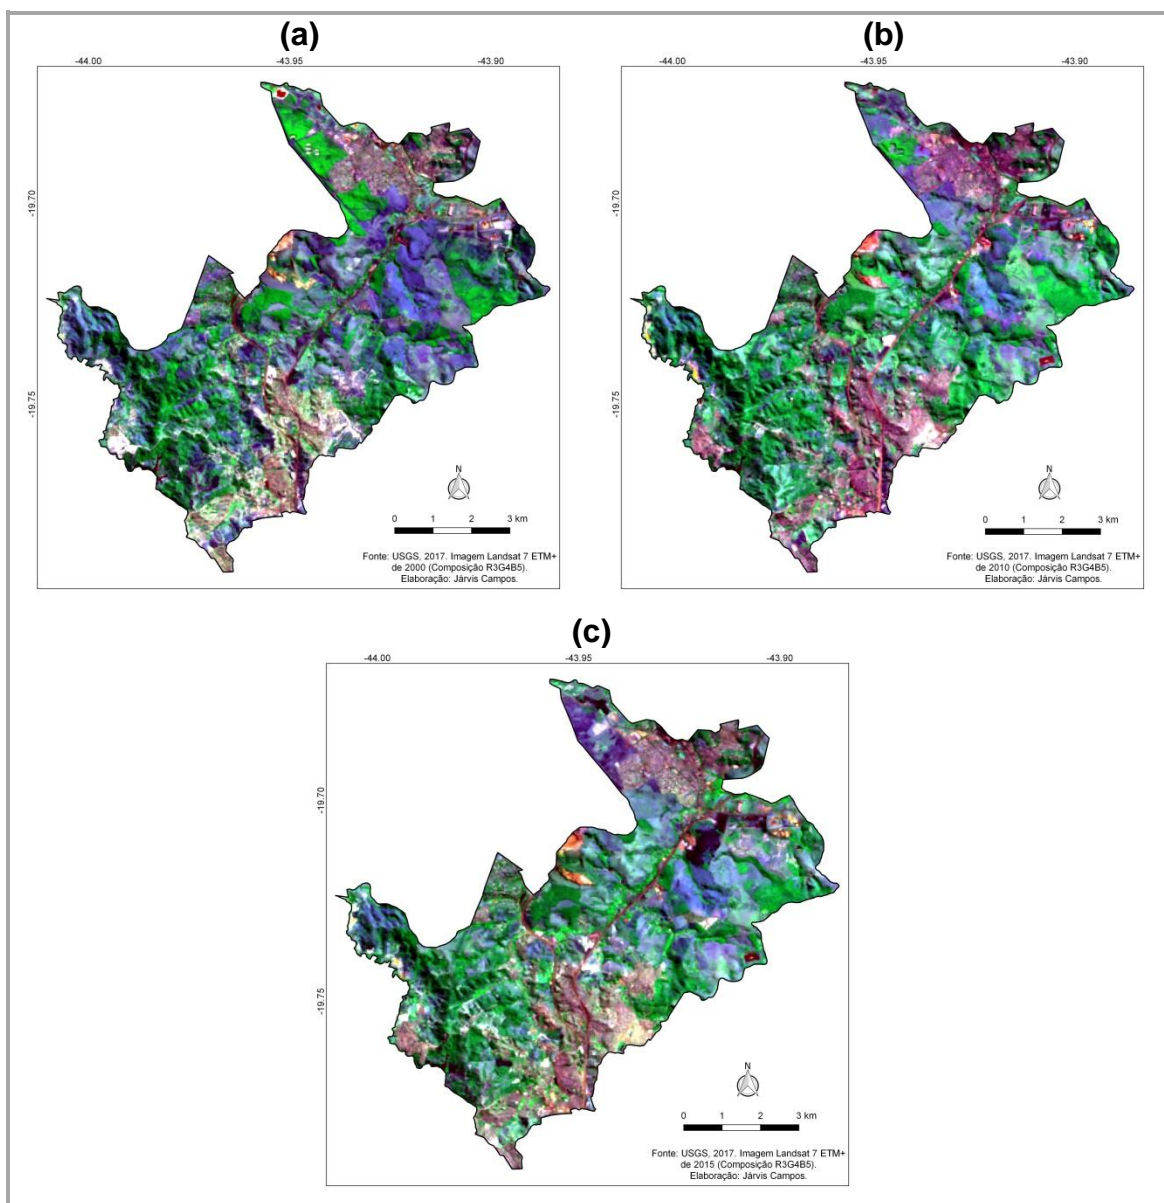 (a)
(b)
-44.00 -43.95 -43.90
-44.00 -43.95 -43.90
-19.70
-19.70
-19.75
-19.75
N
N
0 1 2 3 km
0 1 2 3 km
Fonte: USGS, 2017. Imagem Landsat 7 ETM+
de 2000 (Composição R3G4B5).
Elaboração: Járvis Campos.
Fonte: USGS, 2017. Imagem Landsat 7 ETM+
de 2010 (Composição R3G4B5).
Elaboração: Járvis Campos.
(c)
-44.00 -43.95 -43.90
-19.70
-19.75
N
0 1 2 3 km
Fonte: USGS, 2017. Imagem Landsat 7 ETM+
de 2015 (Composição R3G4B5).
Elaboração: Járvis Campos.